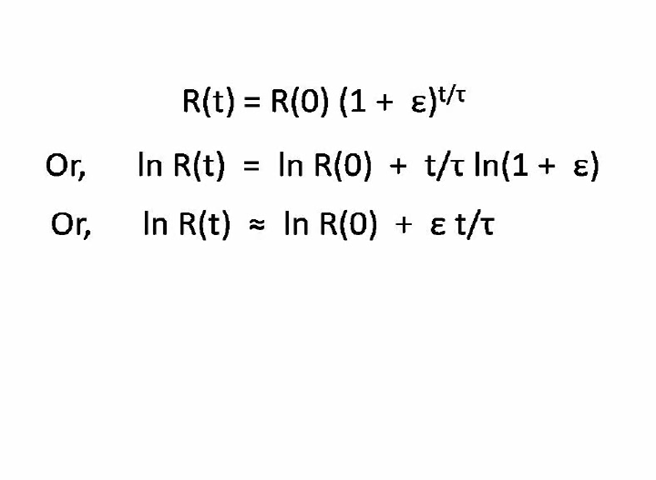 R(t) = R(0) (1 + ε)^t/τ
Or, ln R(t) = ln R(0) + t/τ ln(1 + ε)
Or, ln R(t) ≈ ln R(0) + ε t/τ